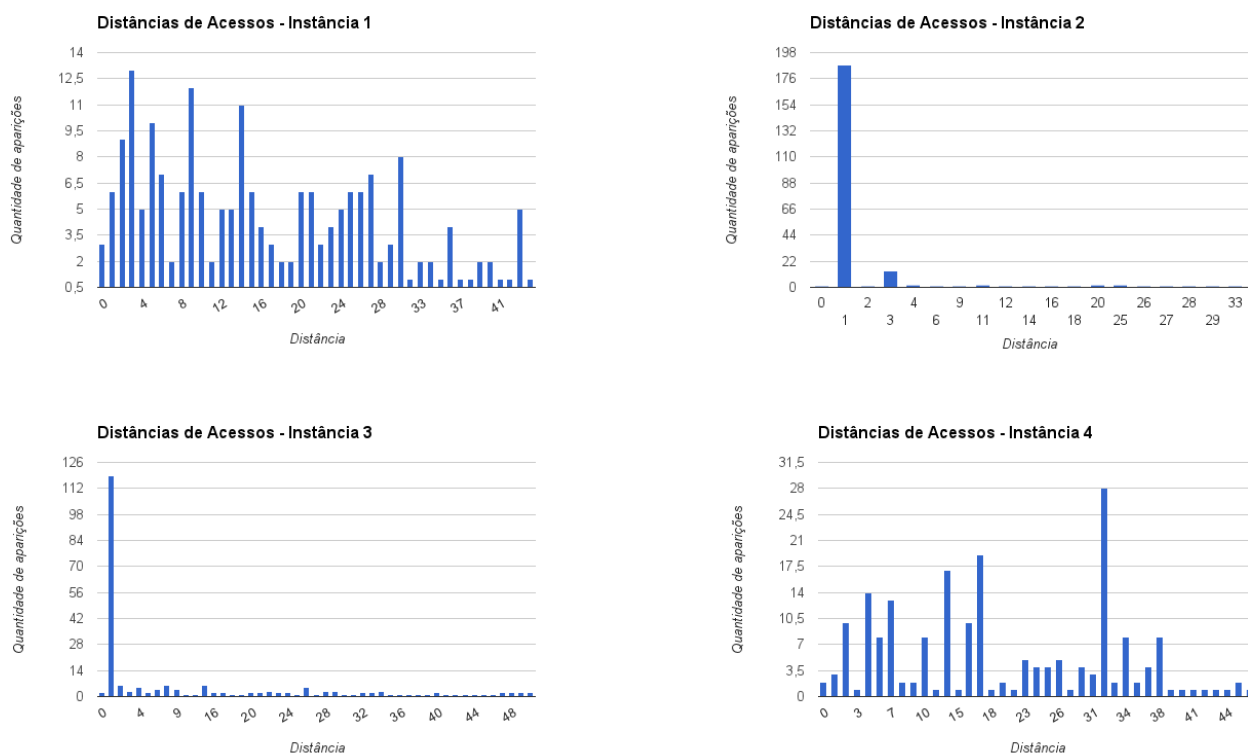 Distâncias de Acessos - Instância 1
Quantidade de aparições
14
12,5
11
9,5
8
6,5
5
3,5
2
0,5
0 4 8 12 16 20 24 28 33 37 41
Distância
Distâncias de Acessos - Instância 2
Quantidade de aparições
198
176
154
132
110
88
66
44
22
0
0 2 4 9 12 16 20 26 28 33
1 3 6 11 14 18 25 27 29
Distância
Distâncias de Acessos - Instância 3
Quantidade de aparições
126
112
98
84
70
56
42
28
14
0
0 4 9 16 20 24 30 36 40 44 48
Distância
Distâncias de Acessos - Instância 4
Quantidade de aparições
31,5
28
24,5
21
17,5
14
10,5
7
3,5
0
0 3 7 10 15 18 23 26 31 34 38 41 44
Distância